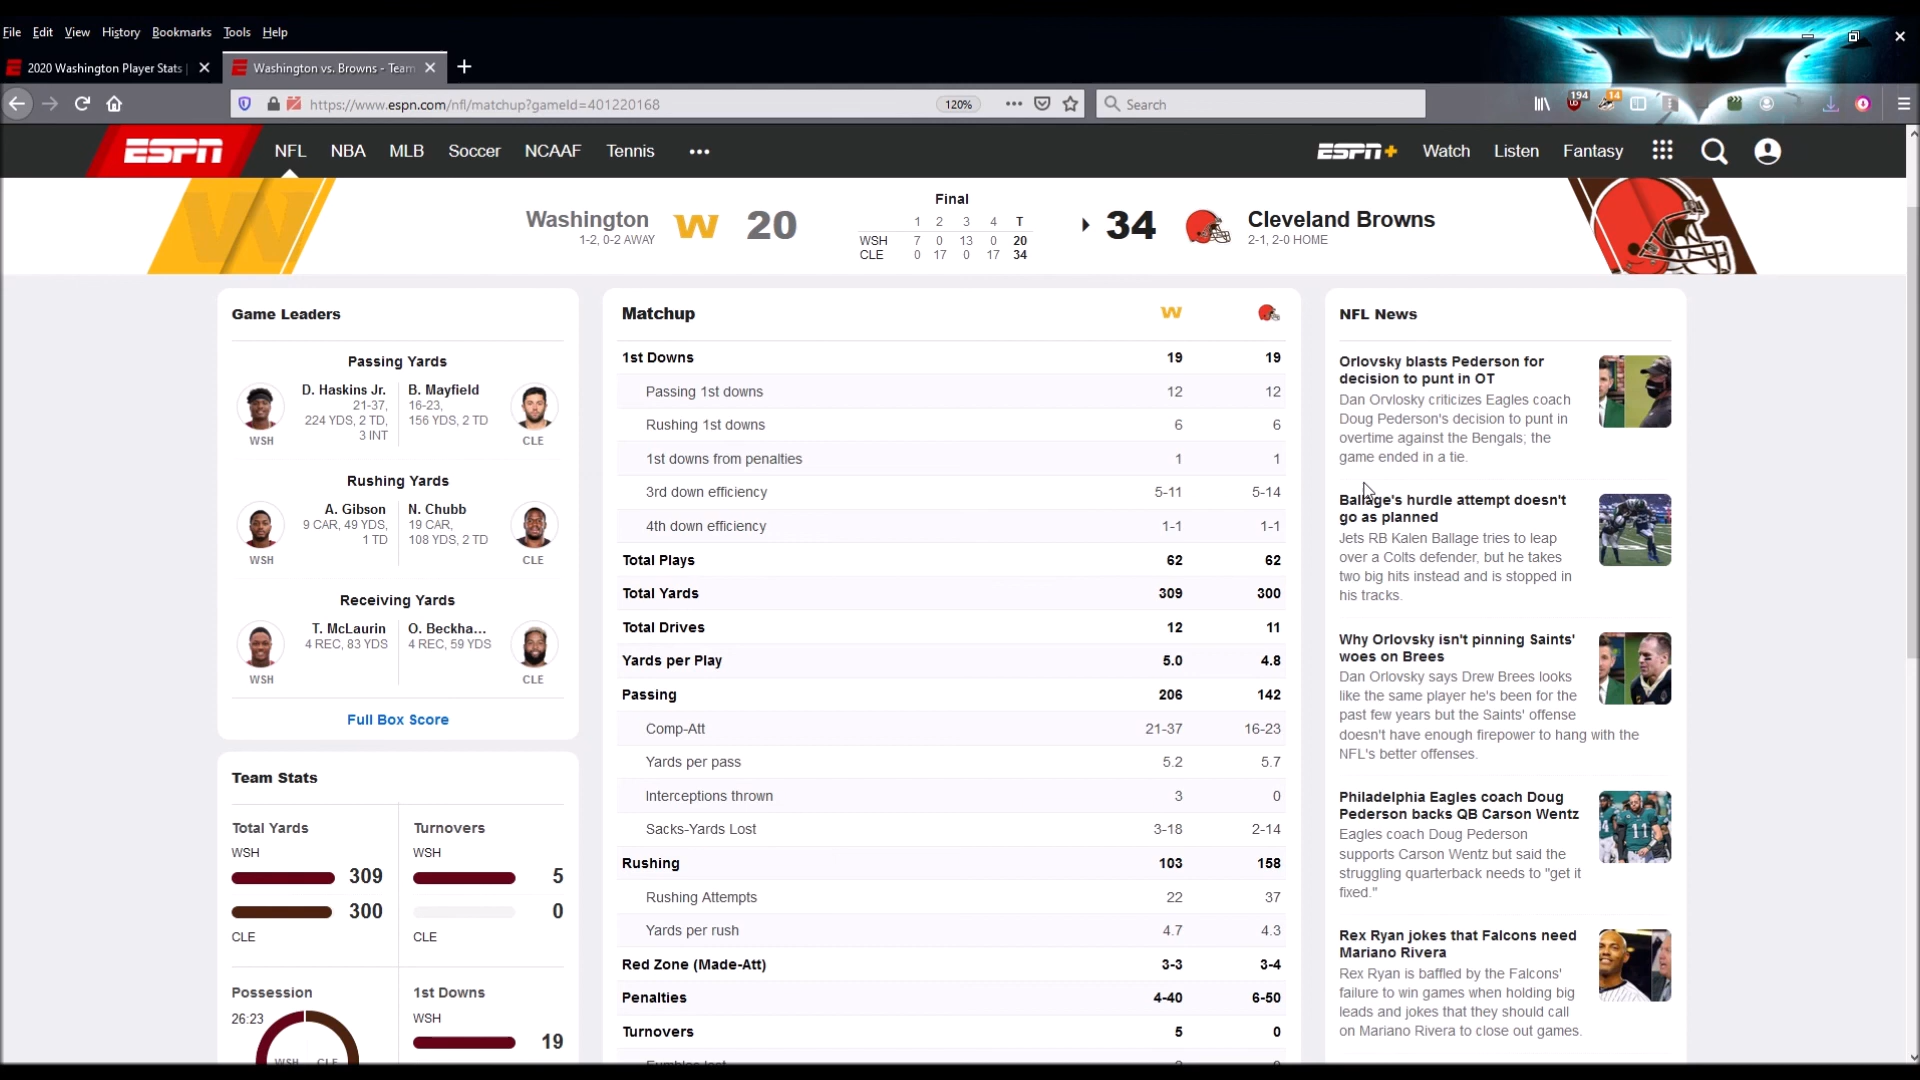 File Edit View History Bookmarks Tools Help
2020 Washington Player Stats |
Washington vs. Browns - Team
https://www.espn.com/nfl/matchup?gameId=401220168
120%
Search
194
14
ESPN NFL NBA MLB Soccer NCAAF Tennis
ESPN+ Watch Listen Fantasy
Washington
1-2, 0-2 AWAY
W
20
Final
1 2 3 4 T
WSH 7 0 13 0 20
CLE 0 17 0 17 34
34
Cleveland Browns
2-1, 2-0 HOME
Game Leaders
Passing Yards
D. Haskins Jr.
21-37,
224 YDS, 2 TD,
3 INT
WSH
B. Mayfield
16-23,
156 YDS, 2 TD
CLE
Rushing Yards
A. Gibson
9 CAR, 49 YDS,
1 TD
WSH
N. Chubb
19 CAR,
108 YDS, 2 TD
CLE
Receiving Yards
T. McLaurin
4 REC, 83 YDS
WSH
O. Beckha...
4 REC, 59 YDS
CLE
Full Box Score
Team Stats
Total Yards
WSH
309
300
CLE
Turnovers
WSH
5
0
CLE
Possession
26:23
WSH CLE
1st Downs
WSH
19
Matchup W
1st Downs 19 19
Passing 1st downs 12 12
Rushing 1st downs 6 6
1st downs from penalties 1 1
3rd down efficiency 5-11 5-14
4th down efficiency 1-1 1-1
Total Plays 62 62
Total Yards 309 300
Total Drives 12 11
Yards per Play 5.0 4.8
Passing 206 142
Comp-Att 21-37 16-23
Yards per pass 5.2 5.7
Interceptions thrown 3 0
Sacks-Yards Lost 3-18 2-14
Rushing 103 158
Rushing Attempts 22 37
Yards per rush 4.7 4.3
Red Zone (Made-Att) 3-3 3-4
Penalties 4-40 6-50
Turnovers 5 0
Fumbles lost
NFL News
Orlovsky blasts Pederson for
decision to punt in OT
Dan Orvlosky criticizes Eagles coach
Doug Pederson's decision to punt in
overtime against the Bengals; the
game ended in a tie.
Ballage's hurdle attempt doesn't
go as planned
Jets RB Kalen Ballage tries to leap
over a Colts defender, but he takes
two big hits instead and is stopped in
his tracks.
Why Orlovsky isn't pinning Saints'
woes on Brees
Dan Orlovsky says Drew Brees looks
like the same player he's been for the
past few years but the Saints' offense
doesn't have enough firepower to hang with the
NFL's better offenses.
Philadelphia Eagles coach Doug
Pederson backs QB Carson Wentz
Eagles coach Doug Pederson
supports Carson Wentz but said the
struggling quarterback needs to "get it
fixed."
Rex Ryan jokes that Falcons need
Mariano Rivera
Rex Ryan is baffled by the Falcons'
failure to win games when holding big
leads and jokes that they should call
on Mariano Rivera to close out games.